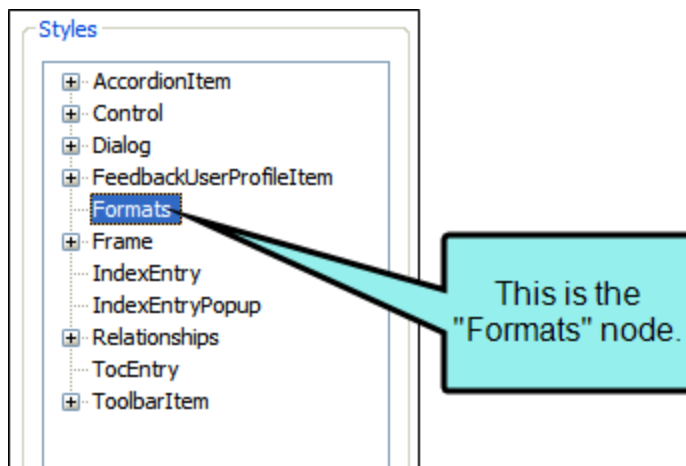 Styles
AccordionItem
Control
Dialog
FeedbackUserProfileItem
Formats
Frame
IndexEntry
IndexEntryPopup
Relationships
TocEntry
ToolbarItem
This is the
"Formats" node.